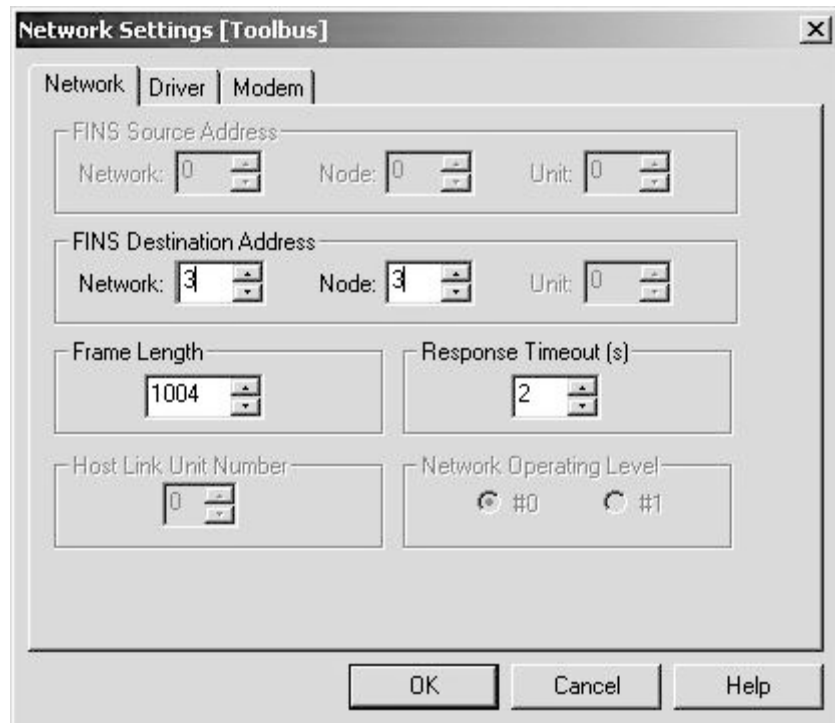 Network Settings [Toolbus]
Network Driver Modem
FINS Source Address
Network: 0 Node: 0 Unit: 0
FINS Destination Address
Network: 3 Node: 3 Unit: 0
Frame Length Response Timeout (s)
1004 2
Host Link Unit Number Network Operating Level
0 #0 #1
OK Cancel Help